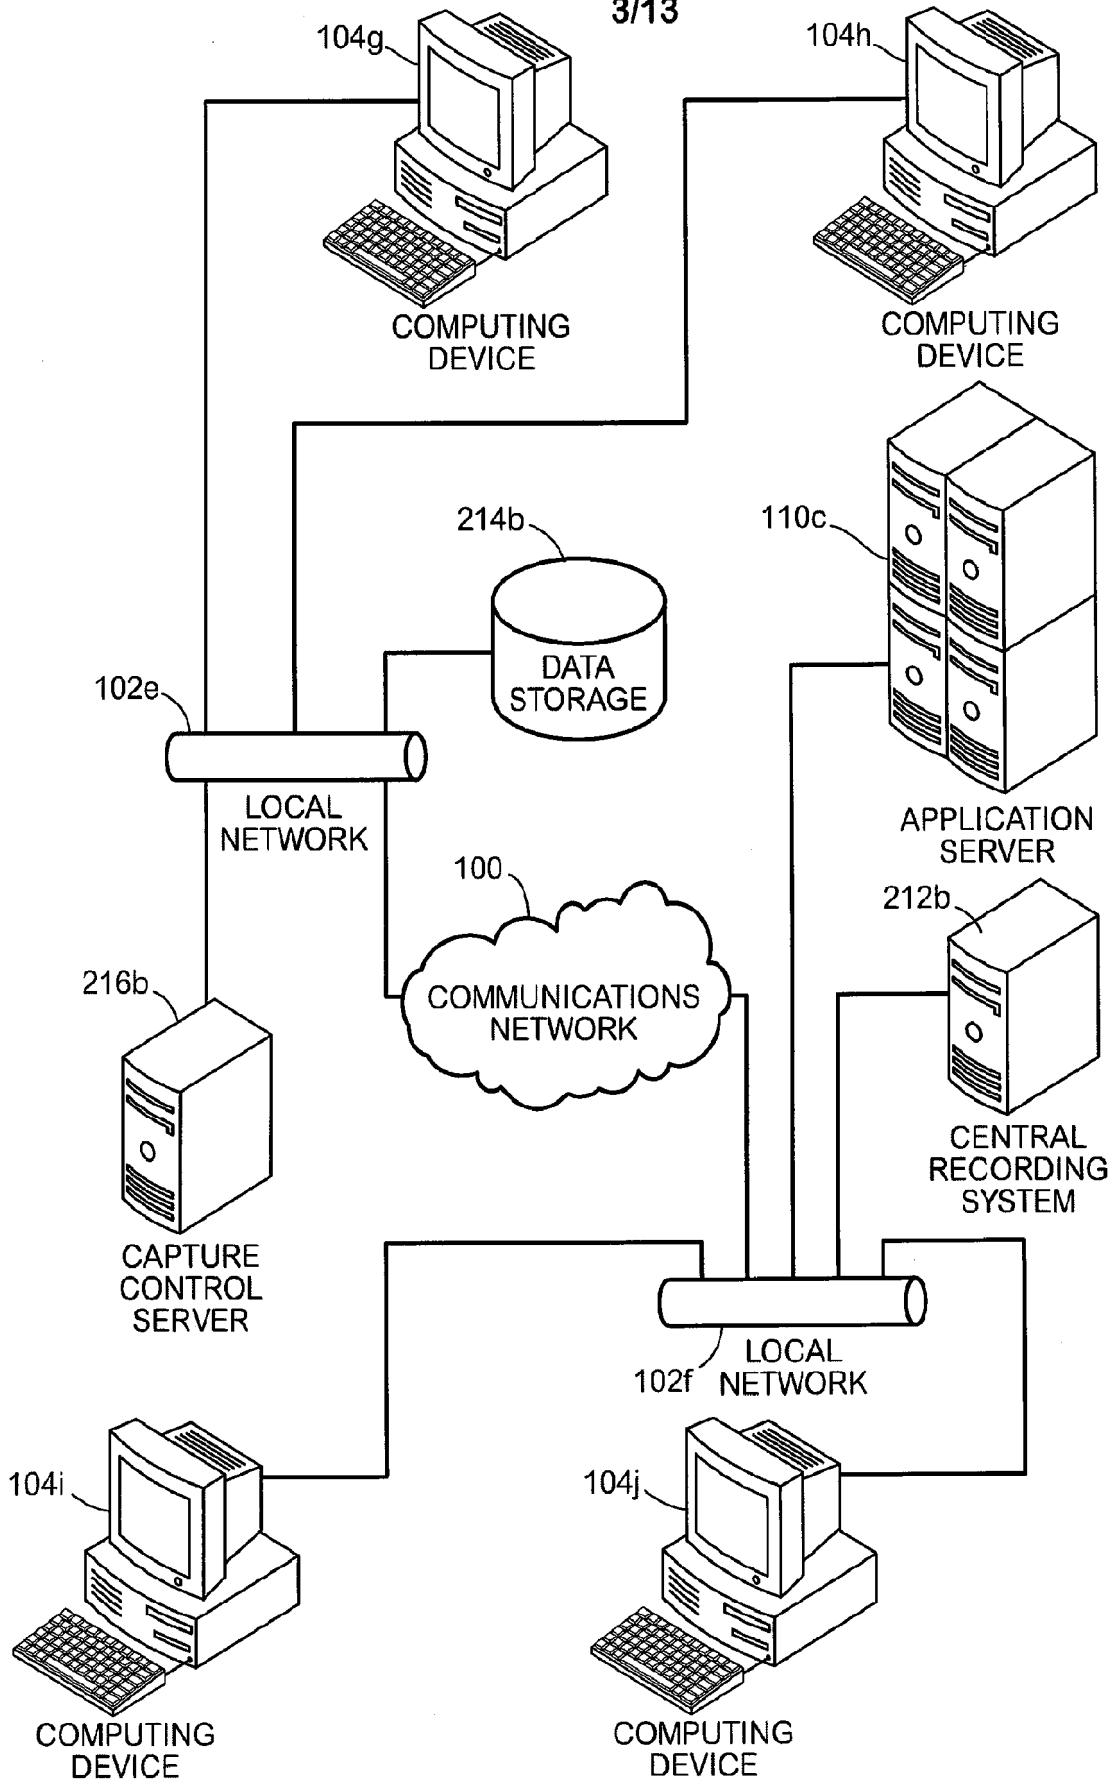 3/13
104g
104h
COMPUTING
DEVICE
COMPUTING
DEVICE
214b
110c
DATA
STORAGE
102e
LOCAL
NETWORK
APPLICATION
SERVER
100
212b
216b
COMMUNICATIONS
NETWORK
CENTRAL
RECORDING
SYSTEM
CAPTURE
CONTROL
SERVER
LOCAL
NETWORK
102f
104i
104j
COMPUTING
DEVICE
COMPUTING
DEVICE